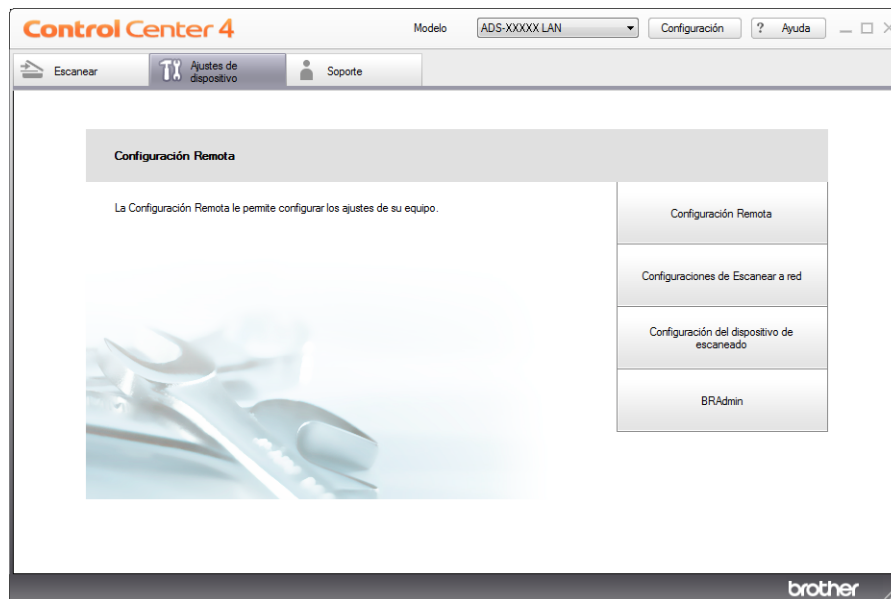 Control Center 4
Modelo
ADS-XXXXX LAN
Configuración
? Ayuda
Escanear
Ajustes de
dispositivo
Soporte
Configuración Remota
La Configuración Remota le permite configurar los ajustes de su equipo.
Configuración Remota
Configuraciones de Escanear a red
Configuración del dispositivo de
escaneado
BRAdmin
brother